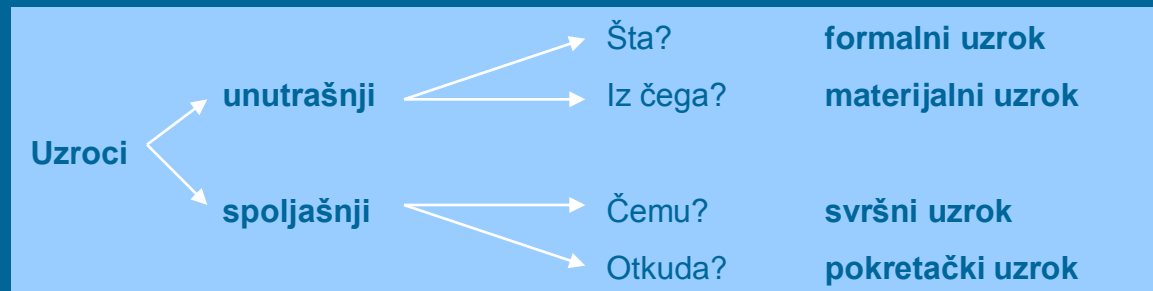 Šta? formalni uzrok
unutrašnji Iz čega? materijalni uzrok
Uzroci
spoljašnji Čemu? svršni uzrok
Otkuda? pokretački uzrok